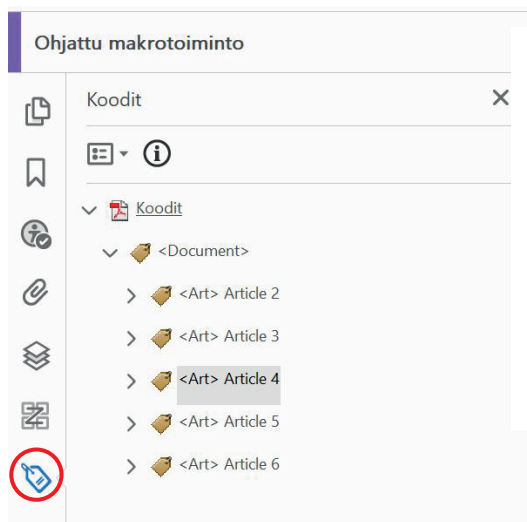 Ohjattu makrotoiminto
Koodit
Koodit
<Document>
<Art> Article 2
<Art> Article 3
<Art> Article 4
<Art> Article 5
<Art> Article 6